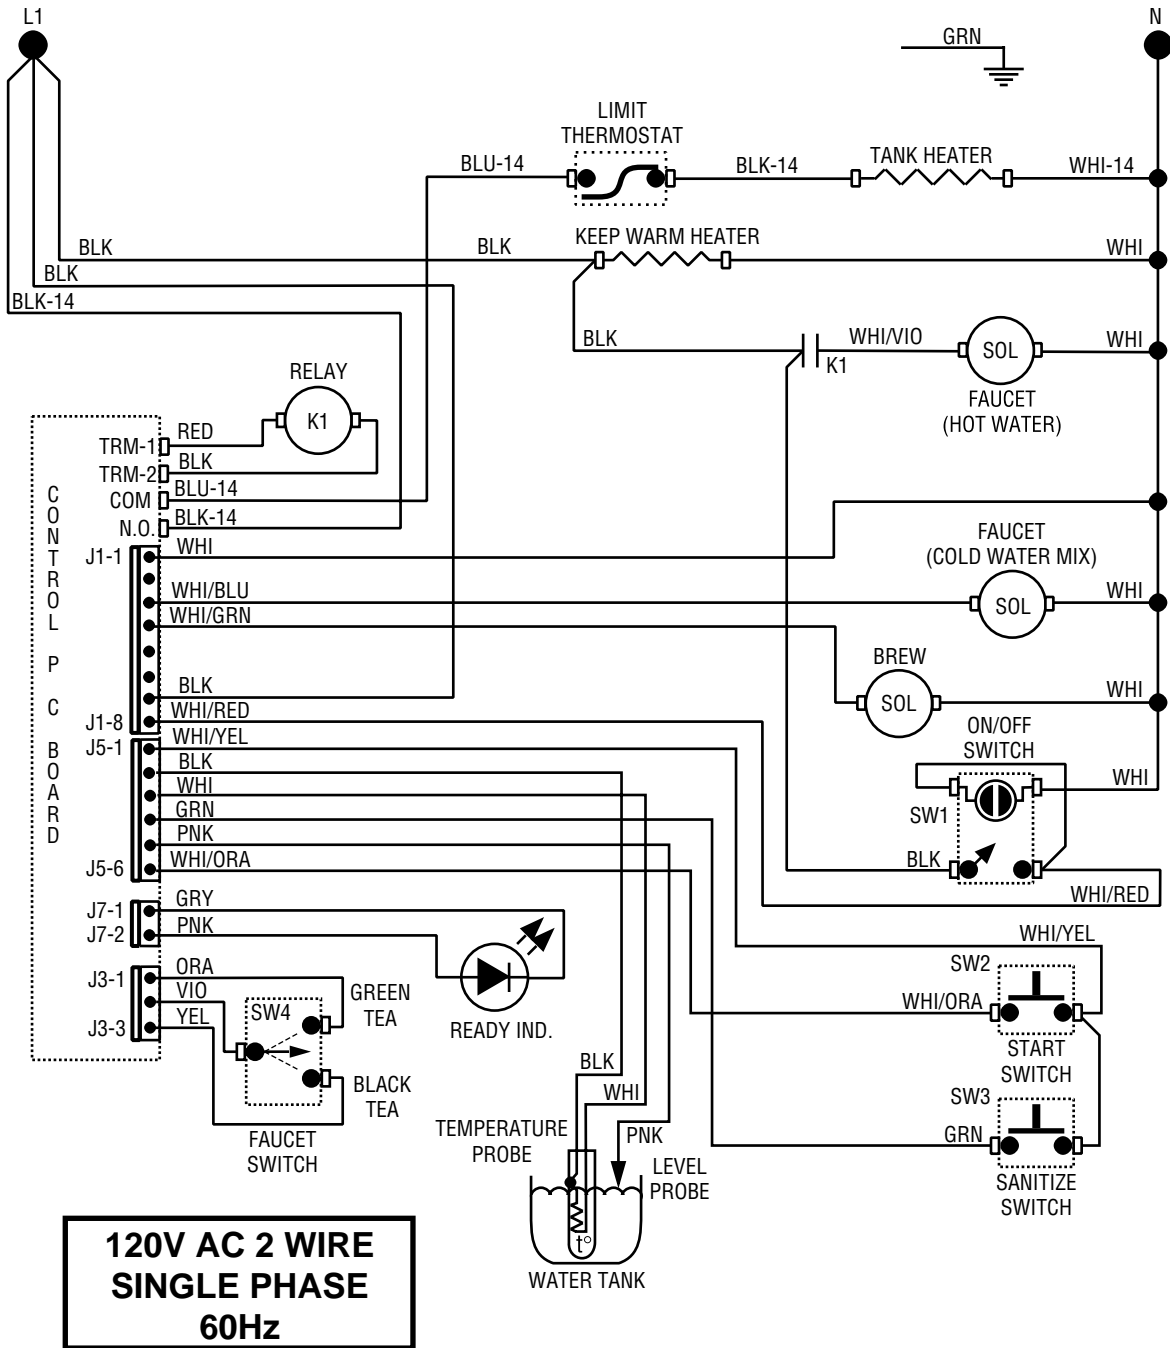 L1
N
GRN
LIMIT
THERMOSTAT
BLU-14
BLK-14
TANK HEATER
WHI-14
BLK
BLK
KEEP WARM HEATER
WHI
BLK
BLK-14
BLK
K1
WHI/VIO
SOL
WHI
FAUCET
(HOT WATER)
RELAY
K1
CONTROL P C BOARD
TRM-1
RED
TRM-2
BLK
COM
BLU-14
N.O.
BLK-14
J1-1
WHI
FAUCET
(COLD WATER MIX)
WHI/BLU
SOL
WHI
WHI/GRN
BREW
SOL
WHI
BLK
J1-8
WHI/RED
ON/OFF
SWITCH
J5-1
WHI/YEL
BLK
WHI
WHI
GRN
SW1
PNK
J5-6
WHI/ORA
BLK
WHI/RED
J7-1
GRY
J7-2
PNK
WHI/YEL
J3-1
ORA
VIO
J3-3
YEL
SW4
GREEN
TEA
BLACK
TEA
FAUCET
SWITCH
READY IND.
SW2
WHI/ORA
START
SWITCH
SW3
GRN
SANITIZE
SWITCH
BLK
WHI
PNK
TEMPERATURE
PROBE
LEVEL
PROBE
t°
WATER TANK
120V AC 2 WIRE
SINGLE PHASE
60Hz